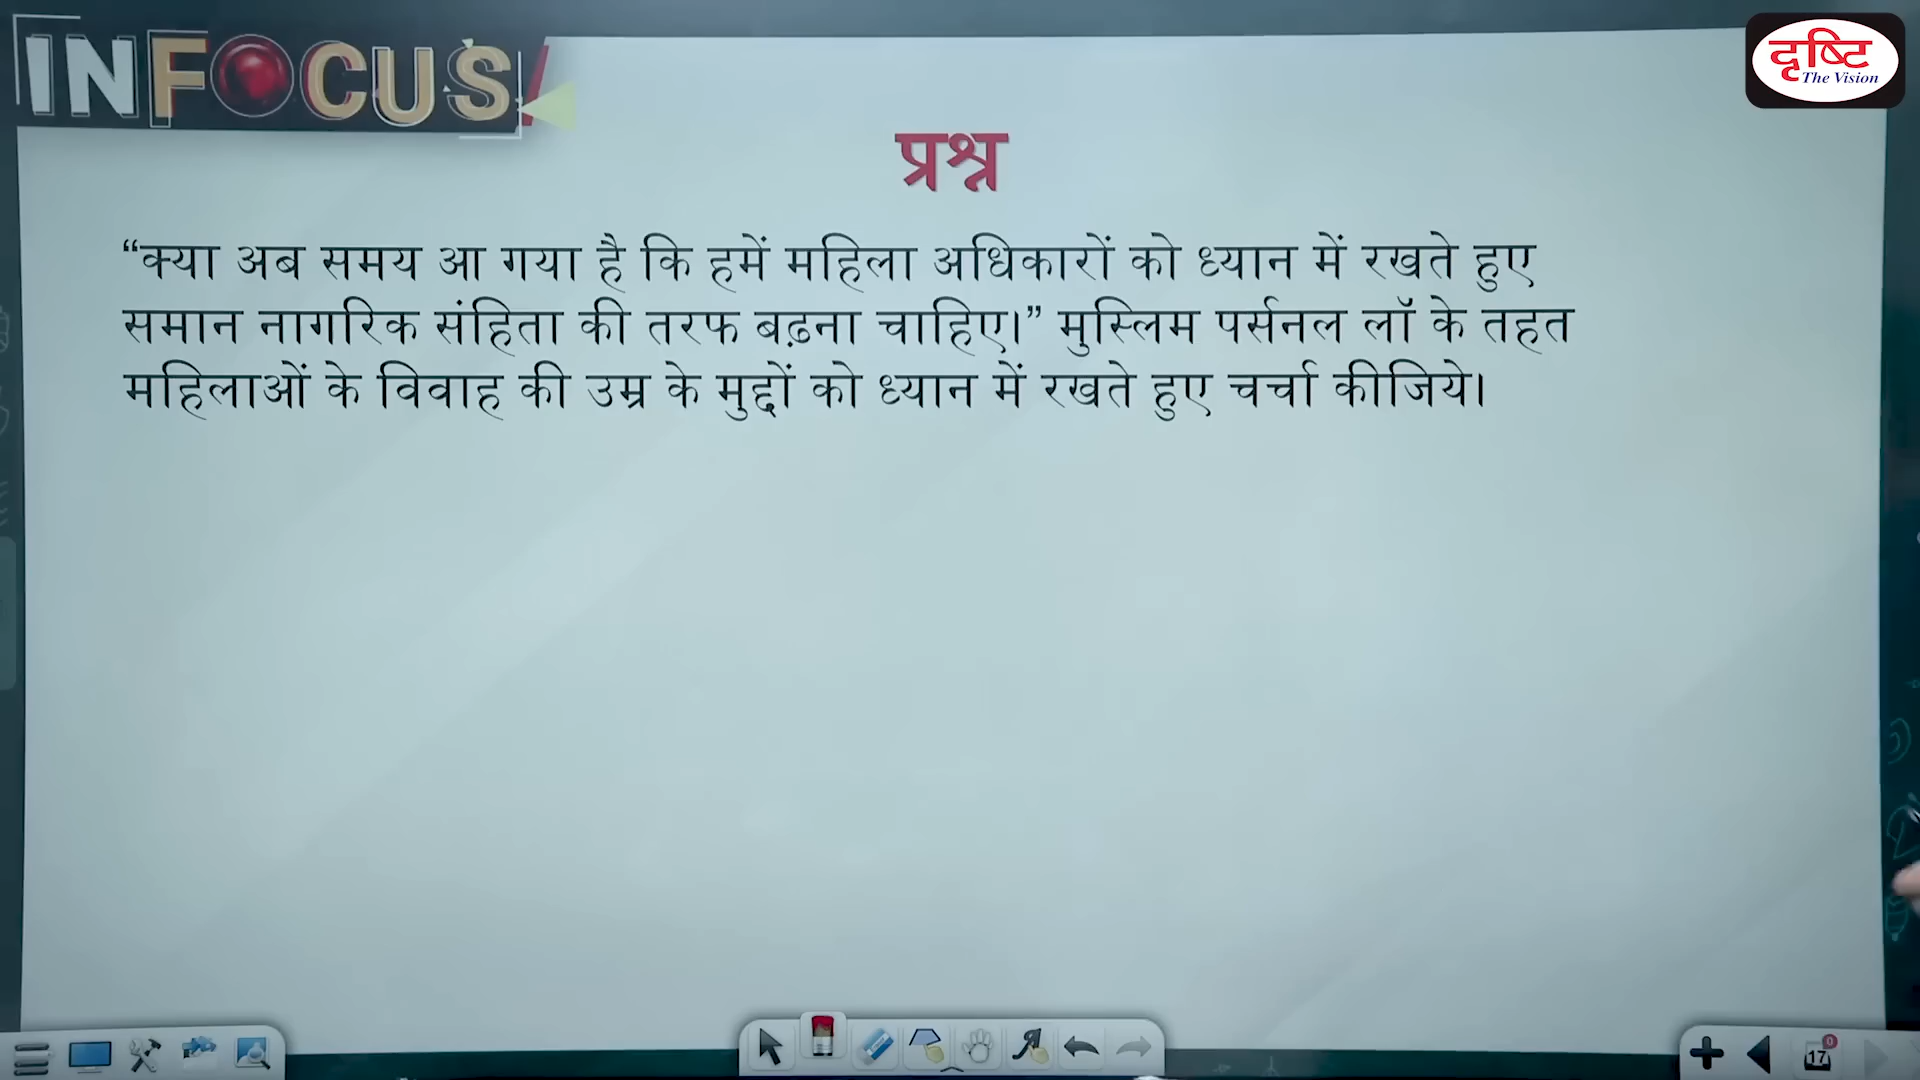 INFOCUS
दृष्टि
The Vision
प्रश्न
“क्या अब समय आ गया है कि हमें महिला अधिकारों को ध्यान में रखते हुए
समान नागरिक संहिता की तरफ बढ़ना चाहिए।” मुस्लिम पर्सनल लॉ के तहत
महिलाओं के विवाह की उम्र के मुद्दों को ध्यान में रखते हुए चर्चा कीजिये।
17
0